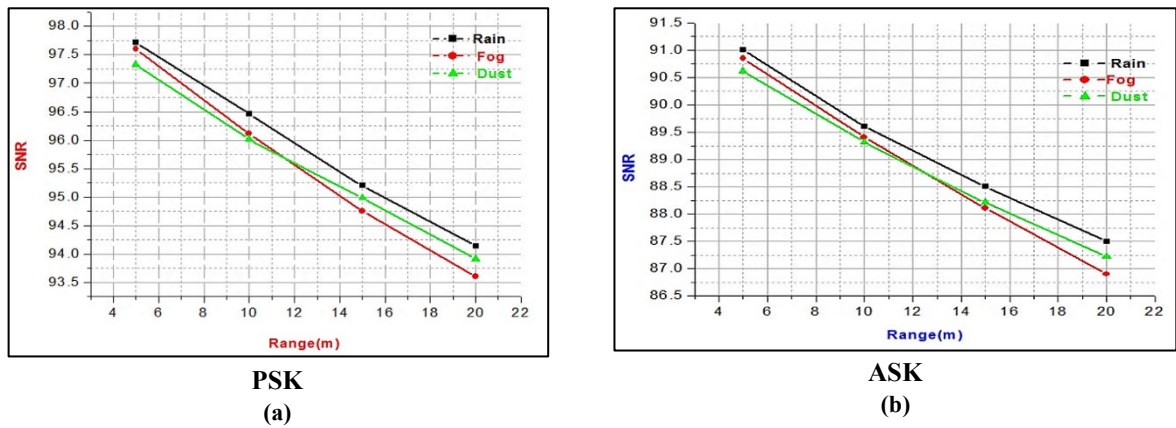 98.0
97.5
97.0
96.5
96.0
95.5
95.0
94.5
94.0
93.5
SNR
Rain
Fog
Dust
4 6 8 10 12 14 16 18 20 22
Range(m)
PSK
(a)
91.5
91.0
90.5
90.0
89.5
89.0
88.5
88.0
87.5
87.0
86.5
SNR
Rain
Fog
Dust
4 6 8 10 12 14 16 18 20 22
Range(m)
ASK
(b)